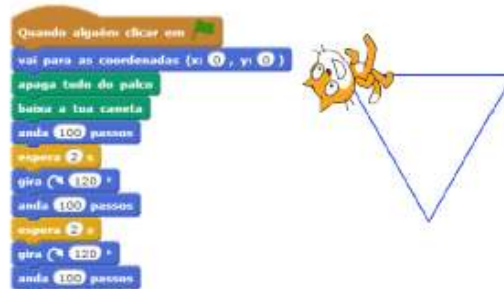 Quando alguém clicar em
vai para as coordenadas (x: 0 , y: 0 )
apaga tudo do palco
baixa a tua caneta
anda 100 passos
espera 2 s
gira 120 °
anda 100 passos
espera 2 s
gira 120 °
anda 100 passos